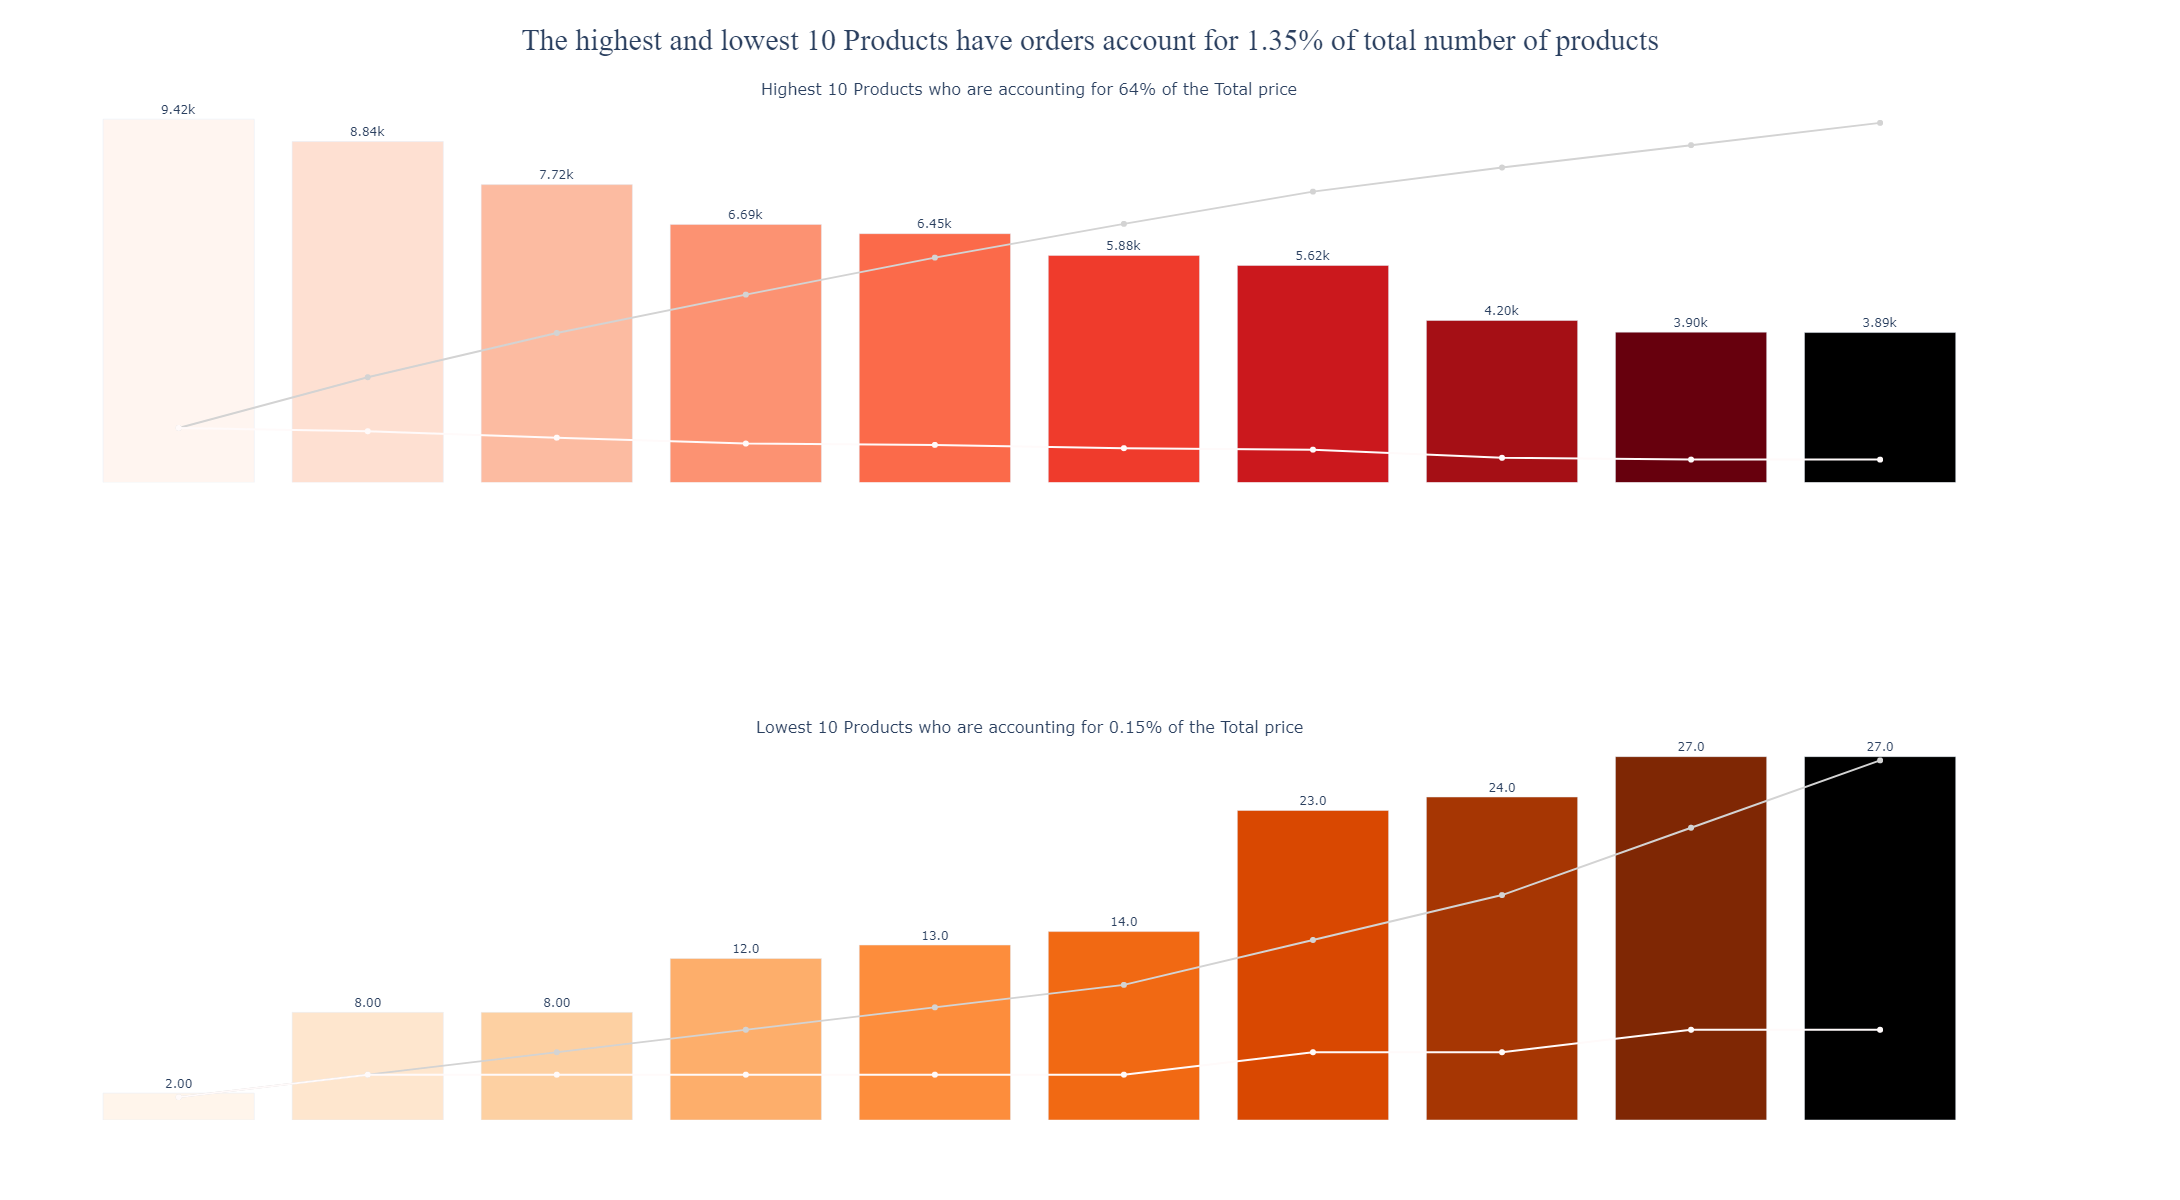 The highest and lowest 10 Products have orders account for 1.35% of total number of products
Highest 10 Products who are accounting for 64% of the Total price
9.42k
8.84k
7.72k
6.69k
6.45k
5.88k
5.62k
4.20k
3.90k
3.89k
Lowest 10 Products who are accounting for 0.15% of the Total price
2.00
8.00
8.00
12.0
13.0
14.0
23.0
24.0
27.0
27.0